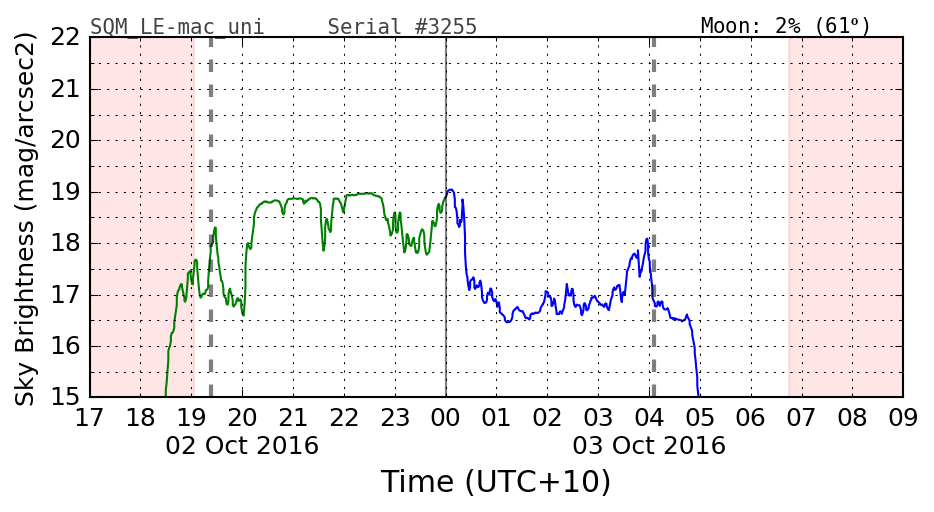 SQM_LE-mac_uni Serial #3255 Moon: 2% (61°)
Sky Brightness (mag/arcsec2)
22
21
20
19
18
17
16
15
17 18 19 20 21 22 23 00 01 02 03 04 05 06 07 08 09
02 Oct 2016 03 Oct 2016
Time (UTC+10)